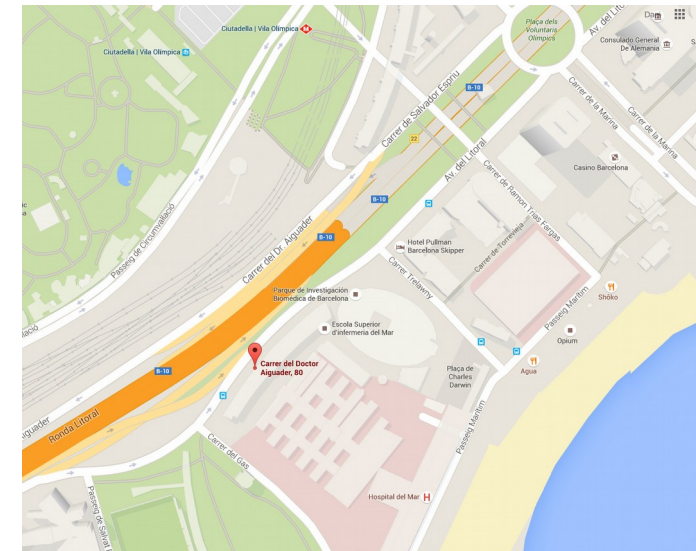 Ciutadella | Vila Olímpica
Ciutadella | Vila Olímpica
Plaça dels
Voluntaris
Olímpics
Av. del Litoral
Consulado General
De Alemania
Carrer de Salvador Espriu
B-10
22
Av. del Litoral
Carrer de la Marina
Carrer de la Marina
Casino Barcelona
Carrer de Ramon Trias Fargas
B-10
Passeig de Circumval·lació
Carrer del Dr. Aiguader
B-10
Hotel Pullman
Barcelona Skipper
Carrer de Torrevieja
Carrer Trelawny
Parque de Investigación
Biomédica de Barcelona
Shôko
Passeig Marítim
Escola Superior
d'infermeria del Mar
Opium
Carrer del Doctor
Aiguader, 80
B-10
Plaça de
Charles
Darwin
Agua
Ronda Litoral
Passeig Marítim
Carrer del Gas
Hospital del Mar H
Passeig de Salvat